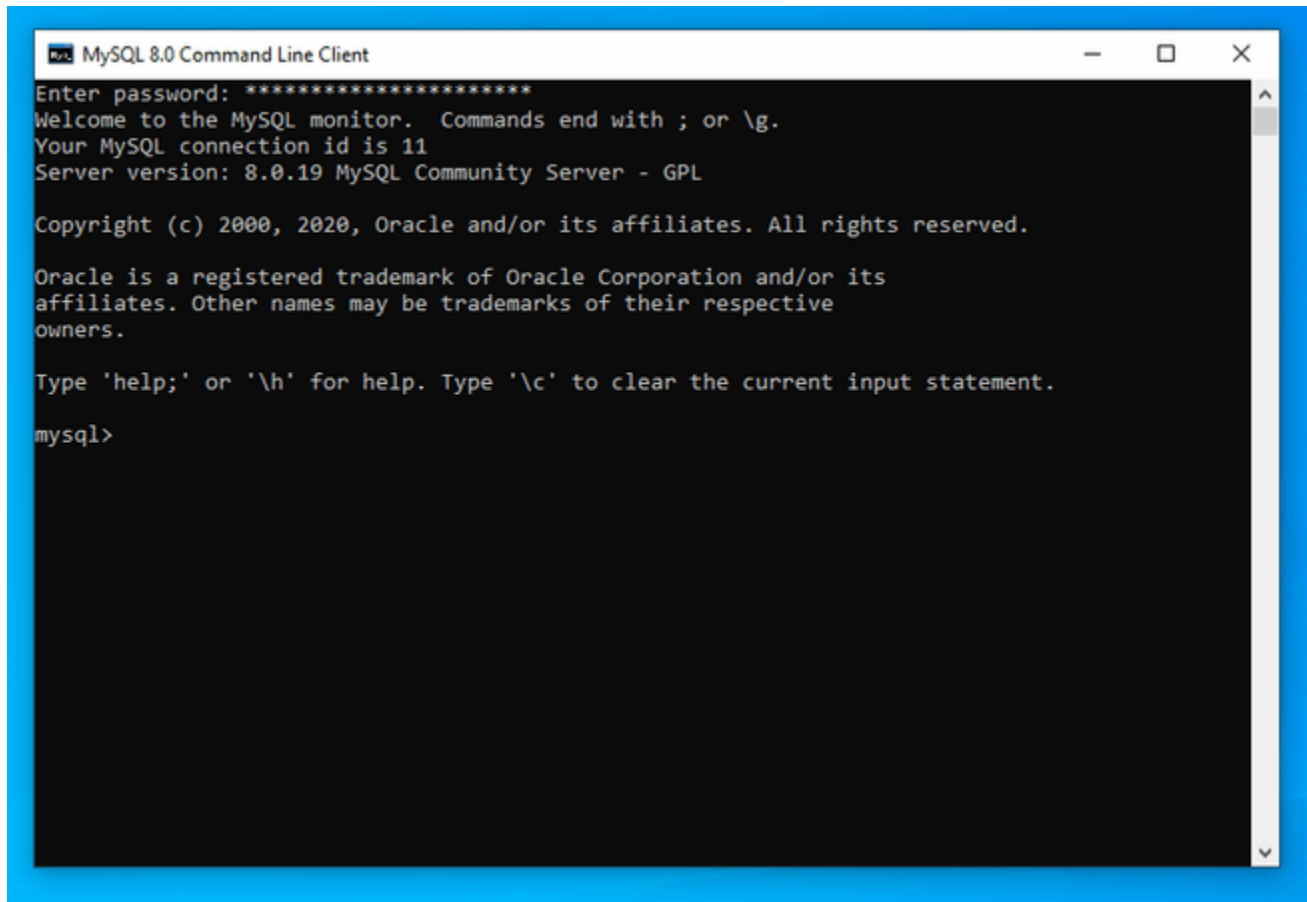 MySQL 8.0 Command Line Client
Enter password: **********************
Welcome to the MySQL monitor.  Commands end with ; or \g.
Your MySQL connection id is 11
Server version: 8.0.19 MySQL Community Server - GPL
Copyright (c) 2000, 2020, Oracle and/or its affiliates. All rights reserved.
Oracle is a registered trademark of Oracle Corporation and/or its
affiliates. Other names may be trademarks of their respective
owners.
Type 'help;' or '\h' for help. Type '\c' to clear the current input statement.
mysql>